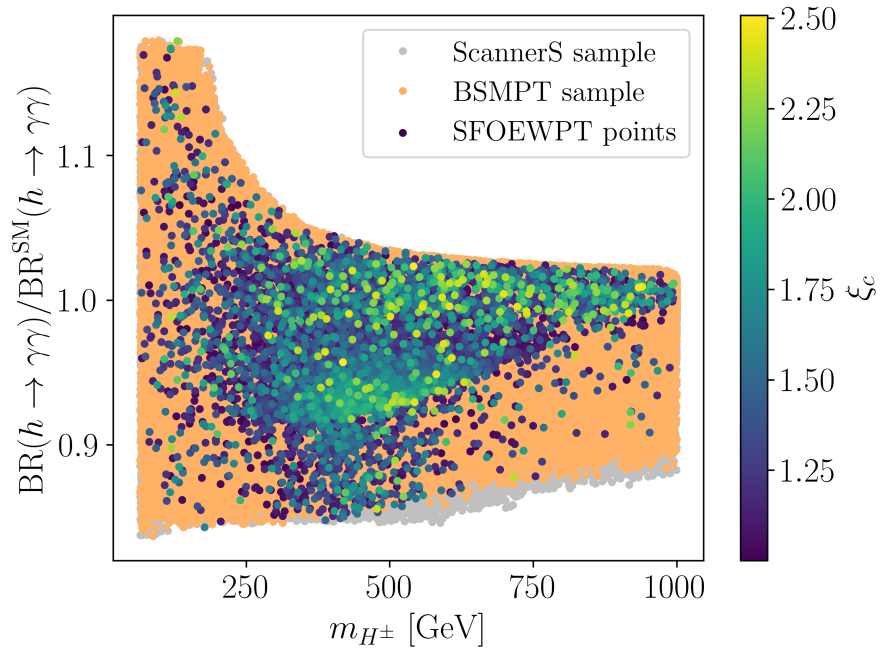 ScannerS sample
BSMPT sample
SFOEWPT points
BR(h → γγ)/BR^SM(h → γγ)
1.1
1.0
0.9
250
500
750
1000
m_{H^±} [GeV]
2.50
2.25
2.00
1.75
1.50
1.25
ξ_c